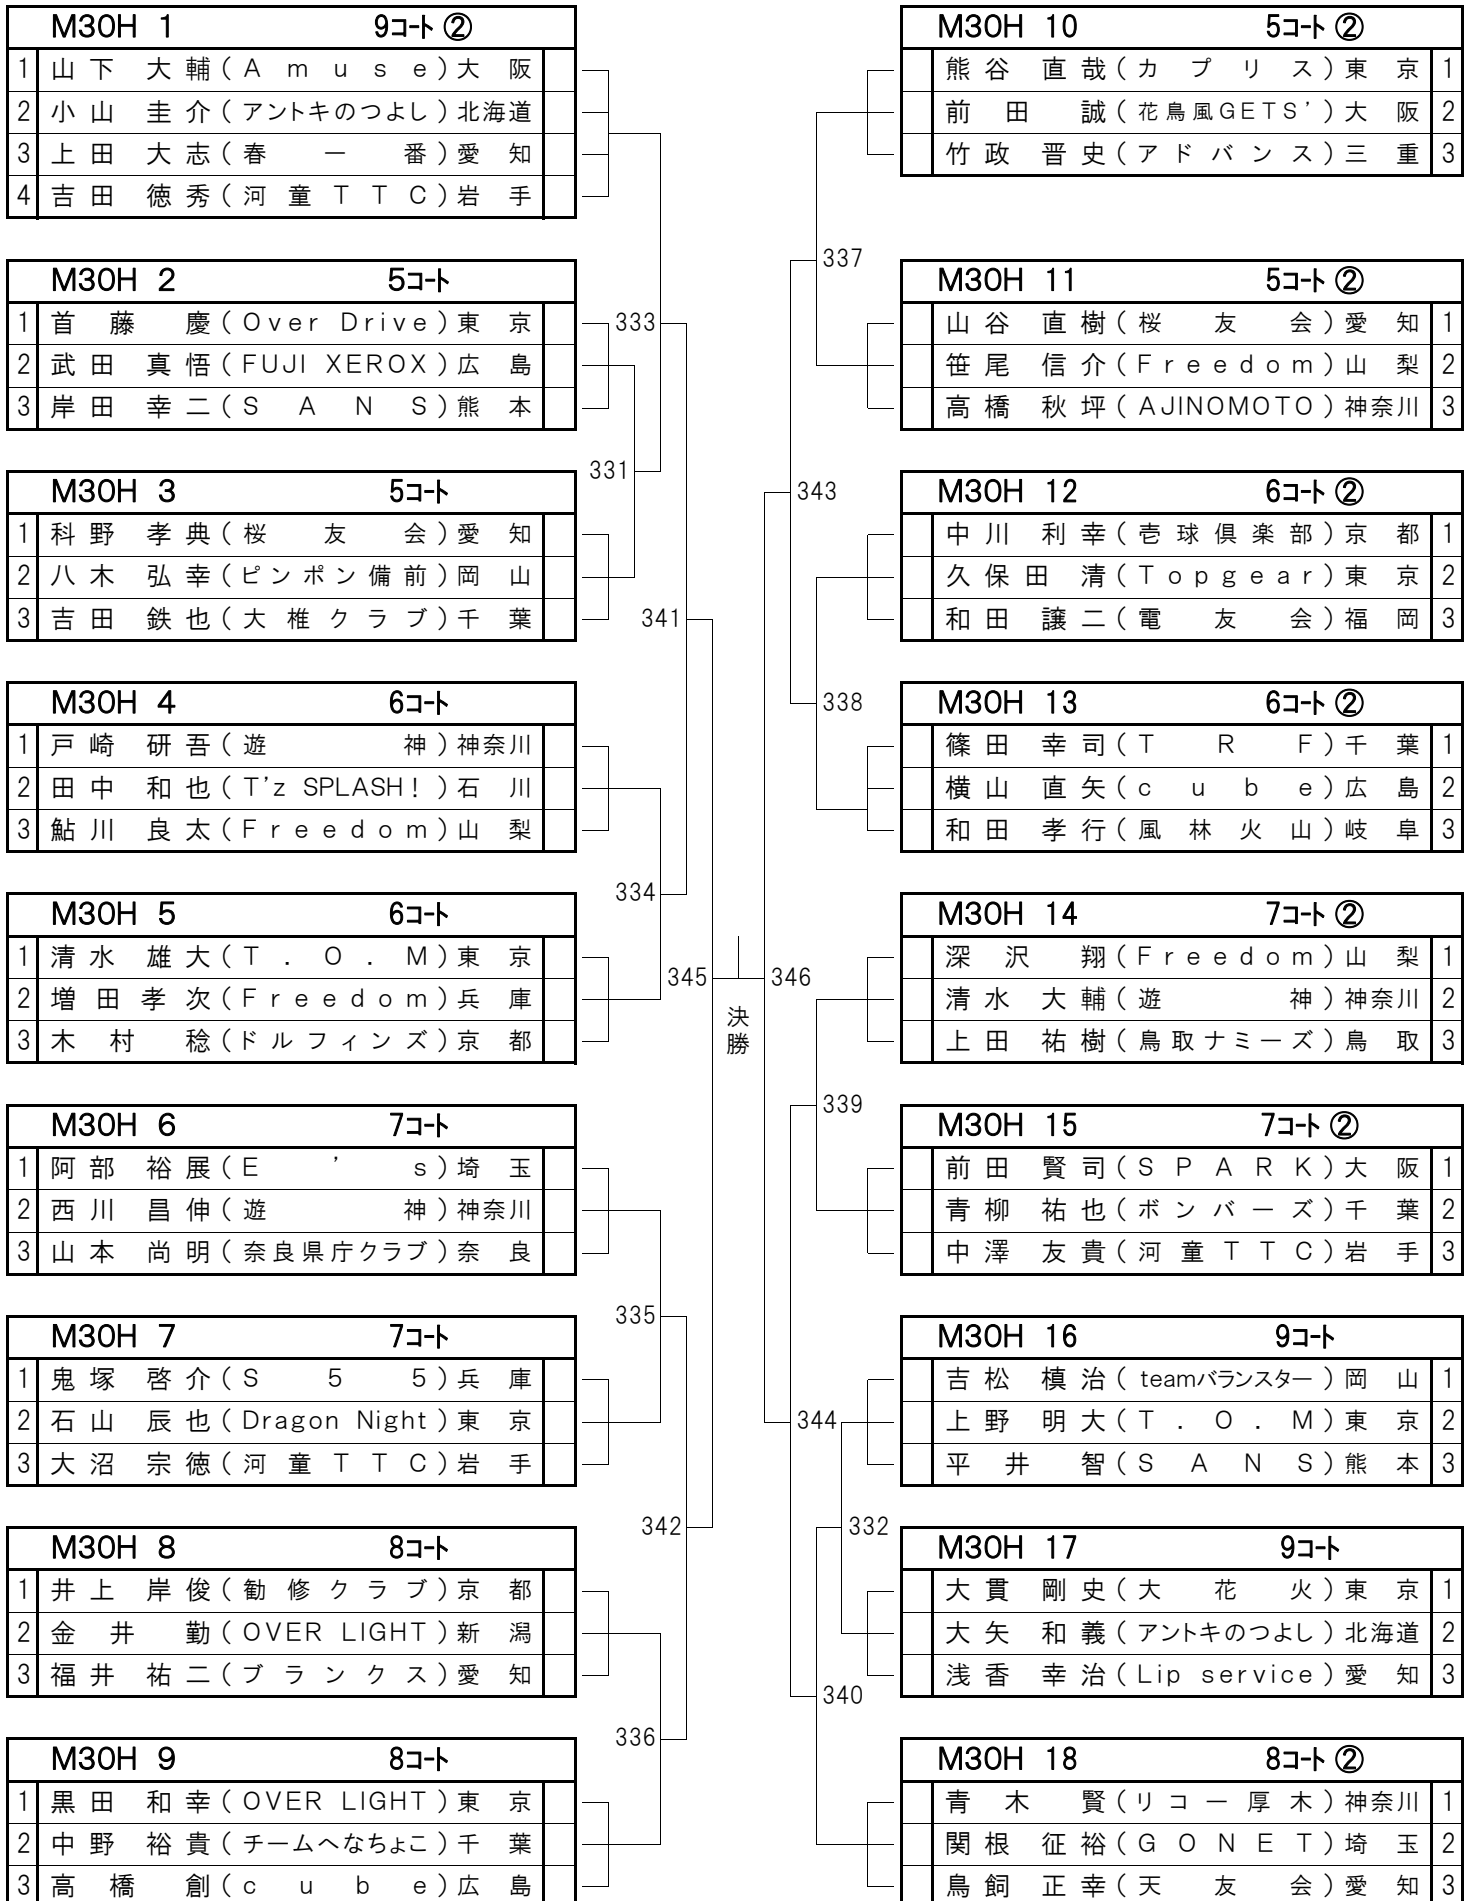 M30H 1 9コート ②
1 山下 大輔 (Amuse) 大阪
2 小山 圭介 (アントキのつよし) 北海道
3 上田 大志 (春一番) 愛知
4 吉田 徳秀 (河童TTC) 岩手
M30H 2 5コート
1 首藤 慶 (Over Drive) 東京
2 武田 真悟 (FUJI XEROX) 広島
3 岸田 幸二 (SANS) 熊本
M30H 3 5コート
1 科野 孝典 (桜友会) 愛知
2 八木 弘幸 (ピンポン備前) 岡山
3 吉田 鉄也 (大椎クラブ) 千葉
M30H 4 6コート
1 戸崎 研吾 (遊神) 神奈川
2 田中 和也 (T'z SPLASH!) 石川
3 鮎川 良太 (Freedom) 山梨
M30H 5 6コート
1 清水 雄大 (T.O.M) 東京
2 増田 孝次 (Freedom) 兵庫
3 木村 稔 (ドルフィンズ) 京都
M30H 6 7コート
1 阿部 裕展 (E's) 埼玉
2 西川 昌伸 (遊神) 神奈川
3 山本 尚明 (奈良県庁クラブ) 奈良
M30H 7 7コート
1 鬼塚 啓介 (S55) 兵庫
2 石山 辰也 (Dragon Night) 東京
3 大沼 宗徳 (河童TTC) 岩手
M30H 8 8コート
1 井上 岸俊 (勧修クラブ) 京都
2 金井 勤 (OVER LIGHT) 新潟
3 福井 祐二 (ブランクス) 愛知
M30H 9 8コート
1 黒田 和幸 (OVER LIGHT) 東京
2 中野 裕貴 (チームへなちょこ) 千葉
3 高橋 創 (cube) 広島
333
331
341
334
345
335
342
336
決勝
346
337
343
338
339
344
332
340
M30H 10 5コート ②
熊谷 直哉 (カプリス) 東京 1
前田 誠 (花鳥風GETS') 大阪 2
竹政 晋史 (アドバンス) 三重 3
M30H 11 5コート ②
山谷 直樹 (桜友会) 愛知 1
笹尾 信介 (Freedom) 山梨 2
高橋 秋坪 (AJINOMOTO) 神奈川 3
M30H 12 6コート ②
中川 利幸 (壱球倶楽部) 京都 1
久保田 清 (Topgear) 東京 2
和田 譲二 (電友会) 福岡 3
M30H 13 6コート ②
篠田 幸司 (TRF) 千葉 1
横山 直矢 (cube) 広島 2
和田 孝行 (風林火山) 岐阜 3
M30H 14 7コート ②
深沢 翔 (Freedom) 山梨 1
清水 大輔 (遊神) 神奈川 2
上田 祐樹 (鳥取ナミーズ) 鳥取 3
M30H 15 7コート ②
前田 賢司 (SPARK) 大阪 1
青柳 祐也 (ボンバーズ) 千葉 2
中澤 友貴 (河童TTC) 岩手 3
M30H 16 9コート
吉松 槙治 (teamバランスター) 岡山 1
上野 明大 (T.O.M) 東京 2
平井 智 (SANS) 熊本 3
M30H 17 9コート
大貫 剛史 (大花火) 東京 1
大矢 和義 (アントキのつよし) 北海道 2
浅香 幸治 (Lip service) 愛知 3
M30H 18 8コート ②
青木 賢 (リコー厚木) 神奈川 1
関根 征裕 (GONET) 埼玉 2
鳥飼 正幸 (天友会) 愛知 3